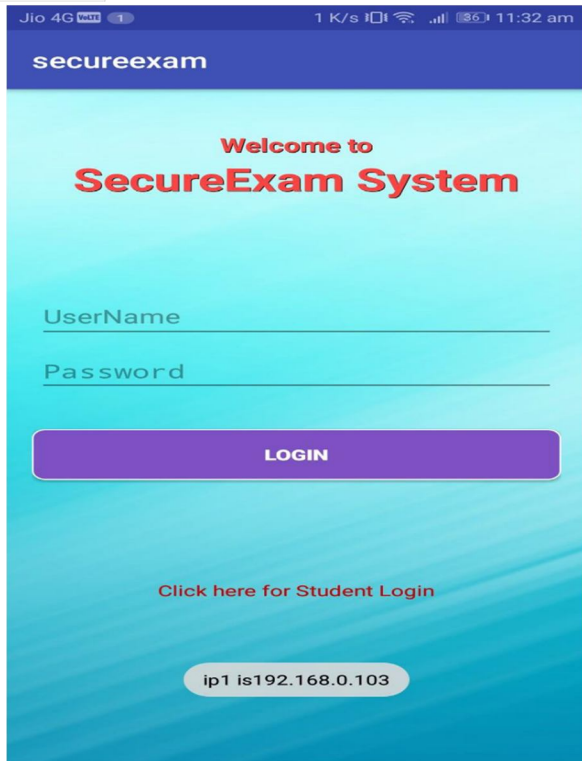 Jio 4G VoLTE 1 1 K/s 36 11:32 am
secureexam
Welcome to
SecureExam System
UserName
Password
LOGIN
Click here for Student Login
ip1 is192.168.0.103